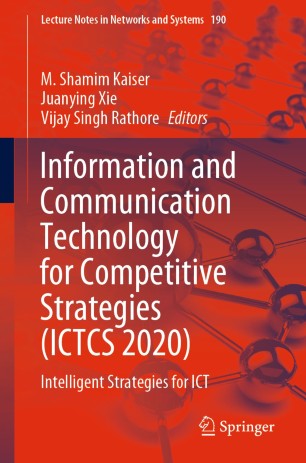 Lecture Notes in Networks and Systems 190
M. Shamim Kaiser
Juanying Xie
Vijay Singh Rathore Editors
Information and
Communication
Technology
for Competitive
Strategies
(ICTCS 2020)
Intelligent Strategies for ICT
Springer